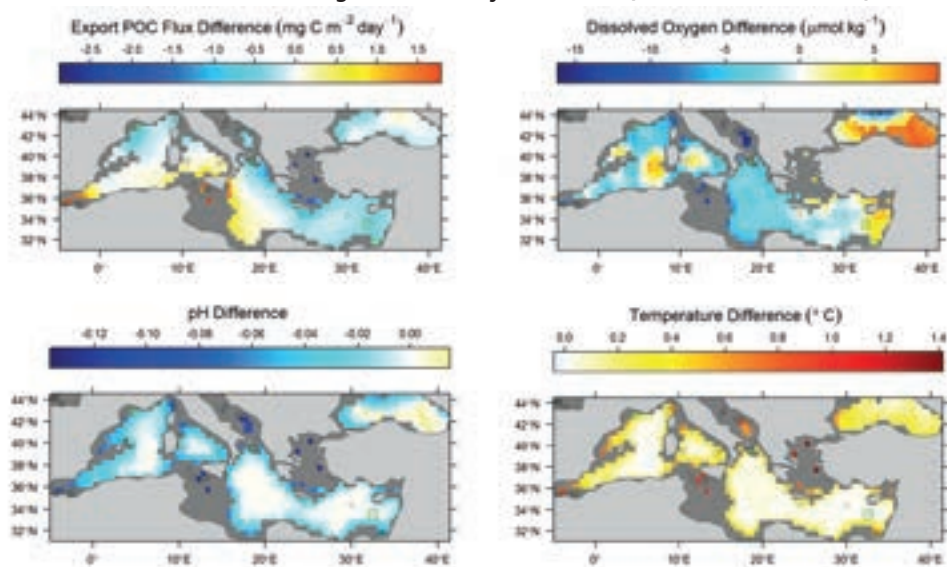 Export POC Flux Difference (mg C m⁻² day⁻¹)
-2.5 -2.0 -1.5 -1.0 -0.5 0.0 0.5 1.0 1.5
44°N
42°N
40°N
38°N
36°N
34°N
32°N
0° 10°E 20°E 30°E 40°E
Dissolved Oxygen Difference (μmol kg⁻¹)
-15 -10 -5 0 5
44°N
42°N
40°N
38°N
36°N
34°N
32°N
0° 10°E 20°E 30°E 40°E
pH Difference
-0.12 -0.10 -0.08 -0.06 -0.04 -0.02 0.00
44°N
42°N
40°N
38°N
36°N
34°N
32°N
0° 10°E 20°E 30°E 40°E
Temperature Difference (° C)
0.0 0.2 0.4 0.6 0.8 1.0 1.2 1.4
44°N
42°N
40°N
38°N
36°N
34°N
32°N
0° 10°E 20°E 30°E 40°E